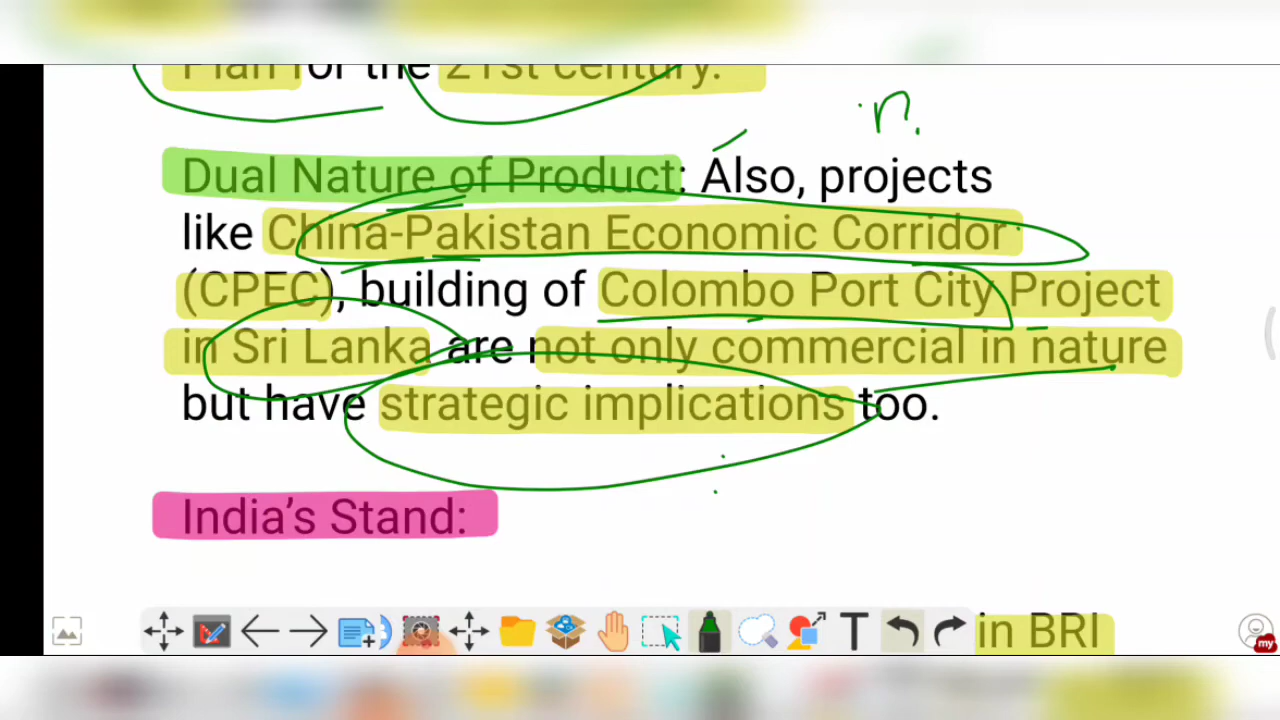 Plan for the 21st century.
n.
Dual Nature of Product: Also, projects
like China-Pakistan Economic Corridor
(CPEC), building of Colombo Port City Project
in Sri Lanka are not only commercial in nature
but have strategic implications too.
India’s Stand:
in BRI
T
my